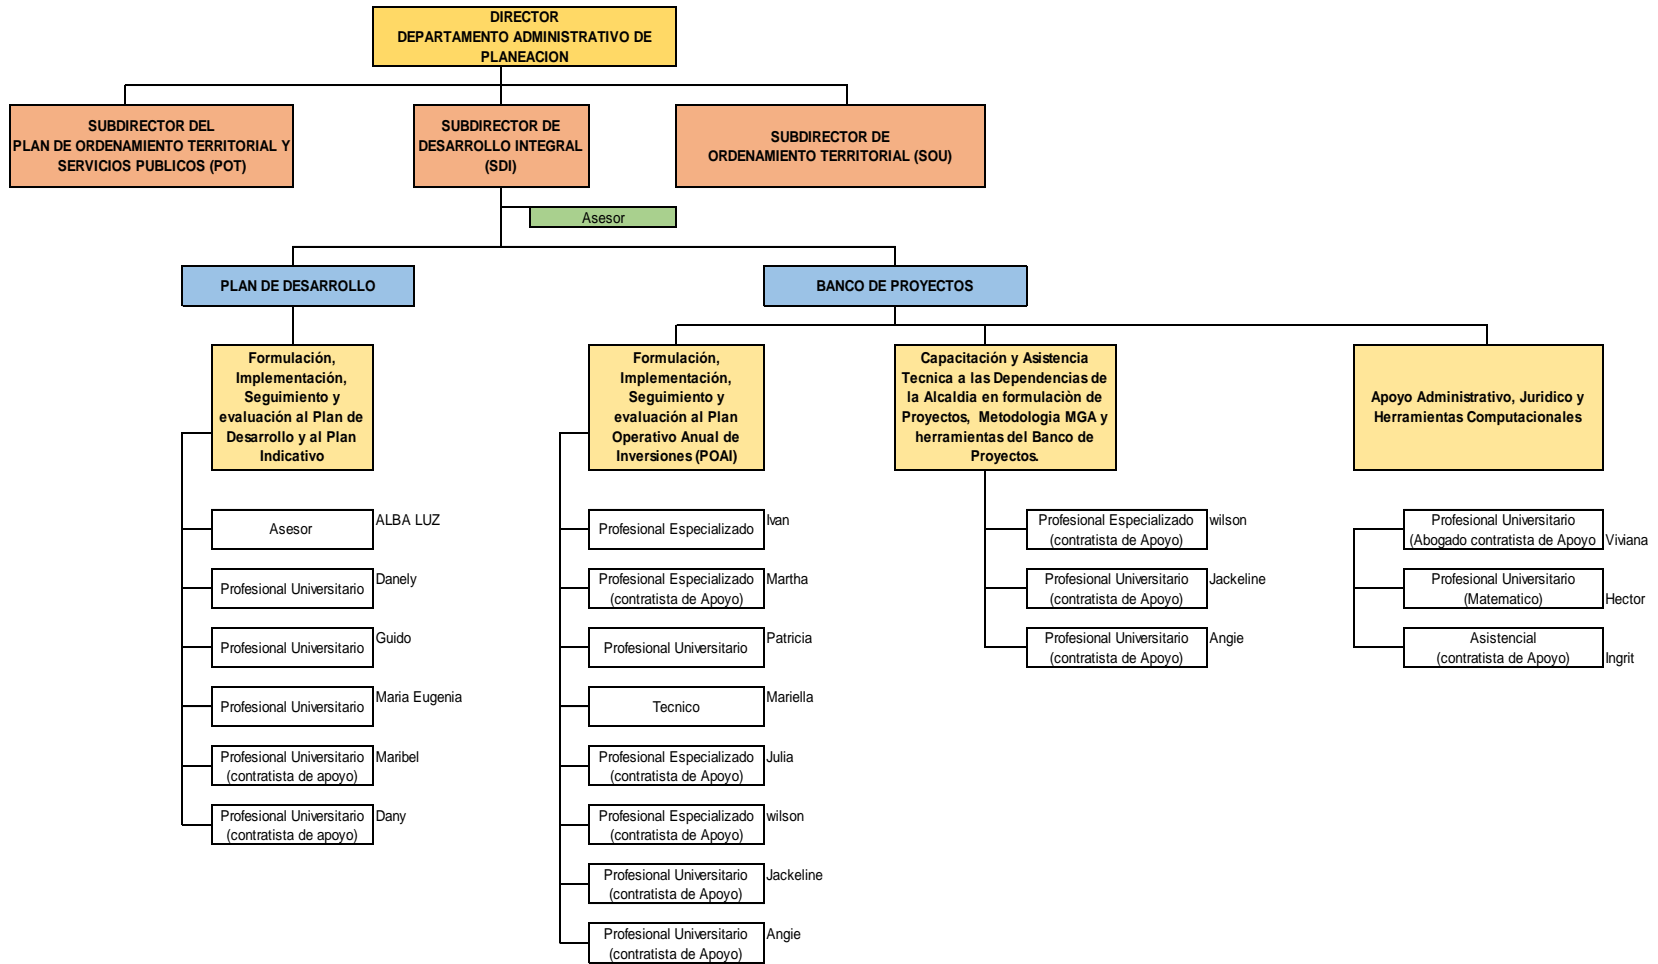 DIRECTOR
DEPARTAMENTO ADMINISTRATIVO DE
PLANEACION
SUBDIRECTOR DEL
PLAN DE ORDENAMIENTO TERRITORIAL Y
SERVICIOS PUBLICOS (POT)
SUBDIRECTOR DE
DESARROLLO INTEGRAL
(SDI)
SUBDIRECTOR DE
ORDENAMIENTO TERRITORIAL (SOU)
Asesor
PLAN DE DESARROLLO
BANCO DE PROYECTOS
Formulación,
Implementación,
Seguimiento y
evaluación al Plan de
Desarrollo y al Plan
Indicativo
Formulación,
Implementación,
Seguimiento y
evaluación al Plan
Operativo Anual de
Inversiones (POAI)
Capacitación y Asistencia
Tecnica a las Dependencias de
la Alcaldia en formulaciòn de
Proyectos,  Metodologia MGA y
herramientas del Banco de
Proyectos.
Apoyo Administrativo, Juridico y
Herramientas Computacionales
Asesor
ALBA LUZ
Profesional Universitario
Danely
Profesional Universitario
Guido
Profesional Universitario
Maria Eugenia
Profesional Universitario
(contratista de apoyo)
Maribel
Profesional Universitario
(contratista de apoyo)
Dany
Profesional Especializado
Ivan
Profesional Especializado
(contratista de Apoyo)
Martha
Profesional Universitario
Patricia
Tecnico
Mariella
Profesional Especializado
(contratista de Apoyo)
Julia
Profesional Especializado
(contratista de Apoyo)
wilson
Profesional Universitario
(contratista de Apoyo)
Jackeline
Profesional Universitario
(contratista de Apoyo)
Angie
Profesional Especializado
(contratista de Apoyo)
wilson
Profesional Universitario
(contratista de Apoyo)
Jackeline
Profesional Universitario
(contratista de Apoyo)
Angie
Profesional Universitario
(Abogado contratista de Apoyo
Viviana
Profesional Universitario
(Matematico)
Hector
Asistencial
(contratista de Apoyo)
Ingrit